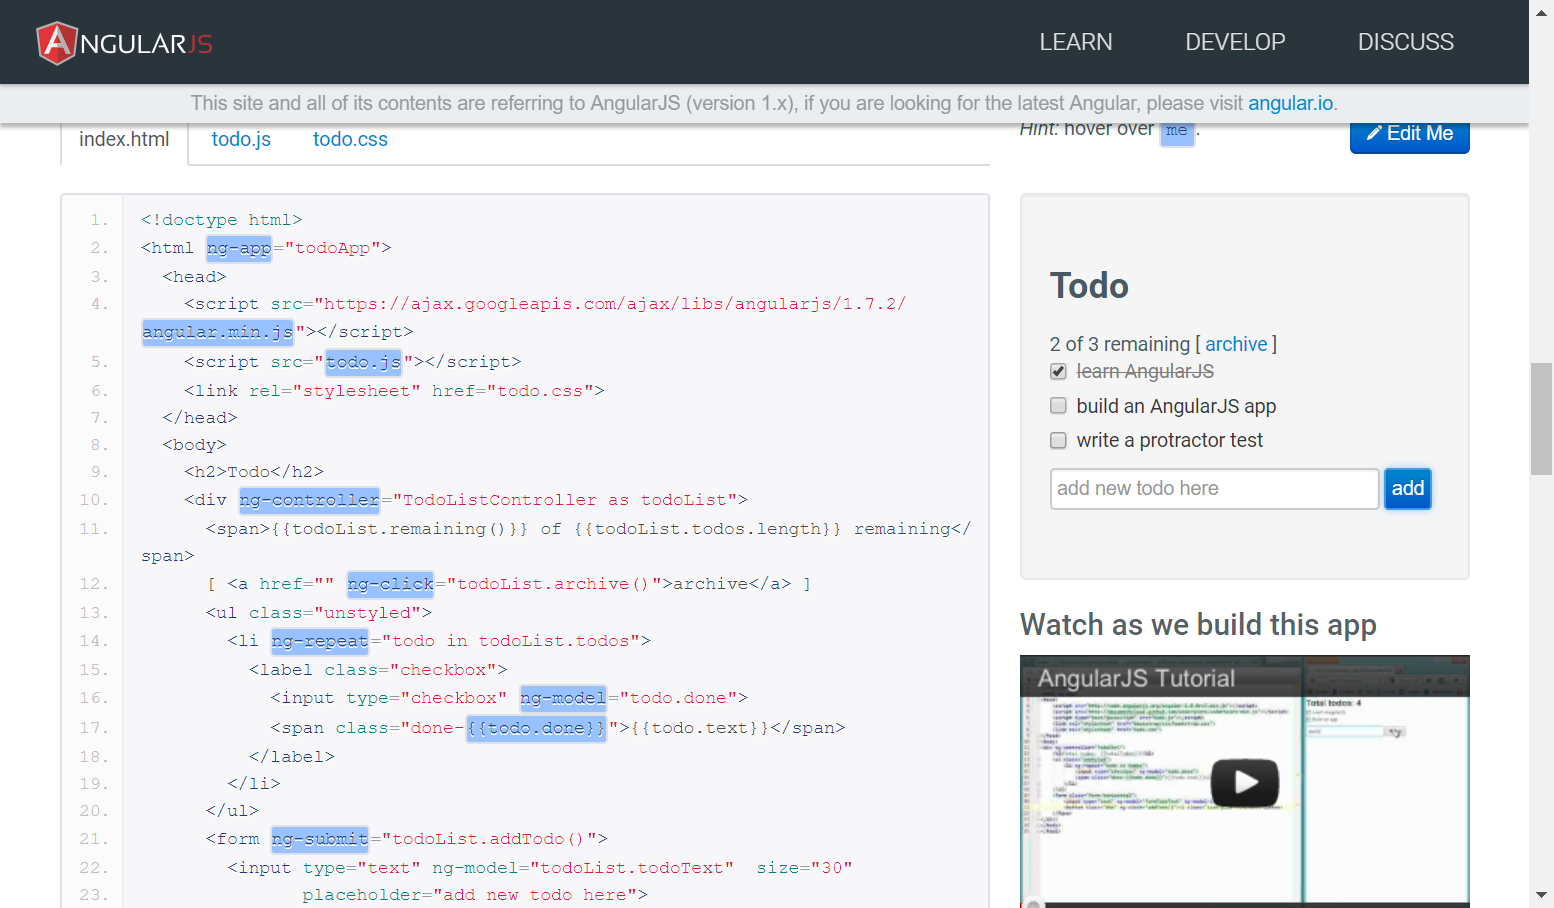 ANGULARJS
LEARN DEVELOP DISCUSS
This site and all of its contents are referring to AngularJS (version 1.x), if you are looking for the latest Angular, please visit angular.io.
index.html todo.js todo.css
Hint: hover over me .
Edit Me
1. <!doctype html>
2. <html ng-app="todoApp">
3. <head>
4. <script src="https://ajax.googleapis.com/ajax/libs/angularjs/1.7.2/
angular.min.js"></script>
5. <script src="todo.js"></script>
6. <link rel="stylesheet" href="todo.css">
7. </head>
8. <body>
9. <h2>Todo</h2>
10. <div ng-controller="TodoListController as todoList">
11. <span>{{todoList.remaining()}} of {{todoList.todos.length}} remaining</
span>
12. [ <a href="" ng-click="todoList.archive()">archive</a> ]
13. <ul class="unstyled">
14. <li ng-repeat="todo in todoList.todos">
15. <label class="checkbox">
16. <input type="checkbox" ng-model="todo.done">
17. <span class="done-{{todo.done}}">{{todo.text}}</span>
18. </label>
19. </li>
20. </ul>
21. <form ng-submit="todoList.addTodo()">
22. <input type="text" ng-model="todoList.todoText" size="30"
23. placeholder="add new todo here">
Todo
2 of 3 remaining [ archive ]
learn AngularJS
build an AngularJS app
write a protractor test
add new todo here add
Watch as we build this app
AngularJS Tutorial
Total todos: 4